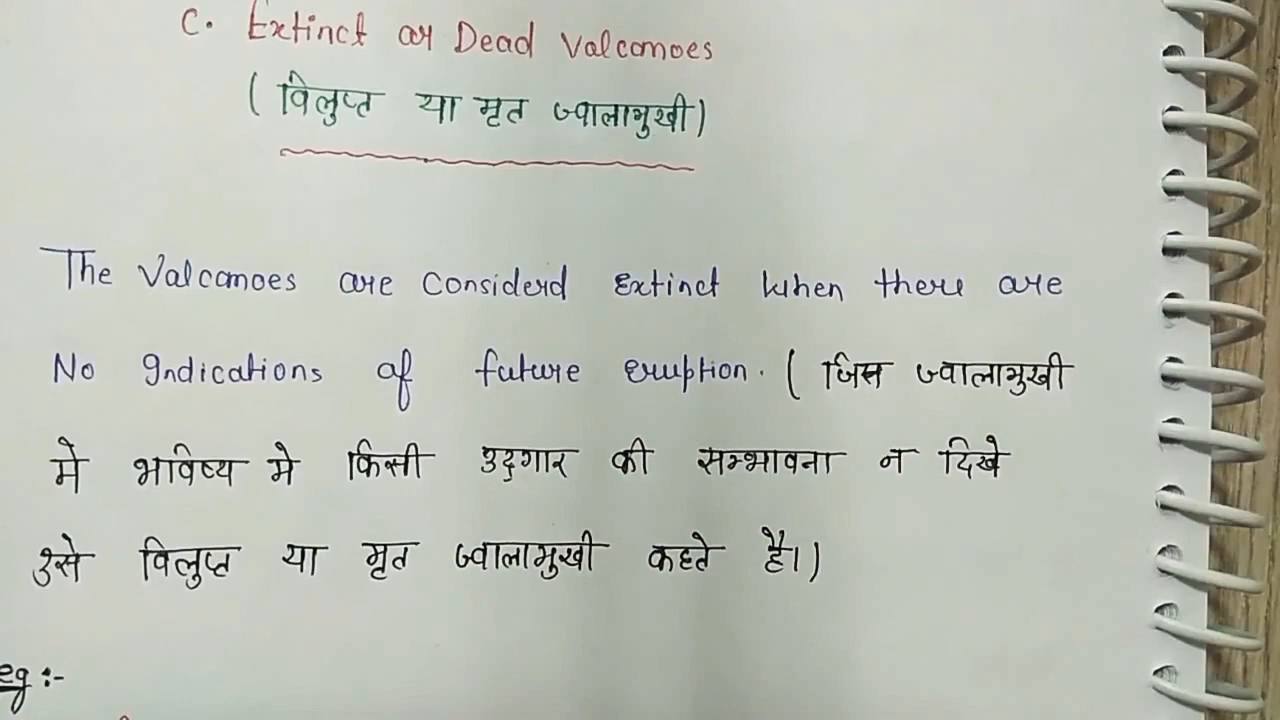 C. Extinct or Dead Valcanoes
(विलुप्त या मृत ज्वालामुखी)
The Valcanoes are Considerd Extinct When there are
No Indications of future eruption. (जिस ज्वालामुखी
मे भाविष्य मे किसी उद्गार की सम्भावना न दिखे
उसे विलुप्त या मृत ज्वालामुखी कहते है।)
eg :-